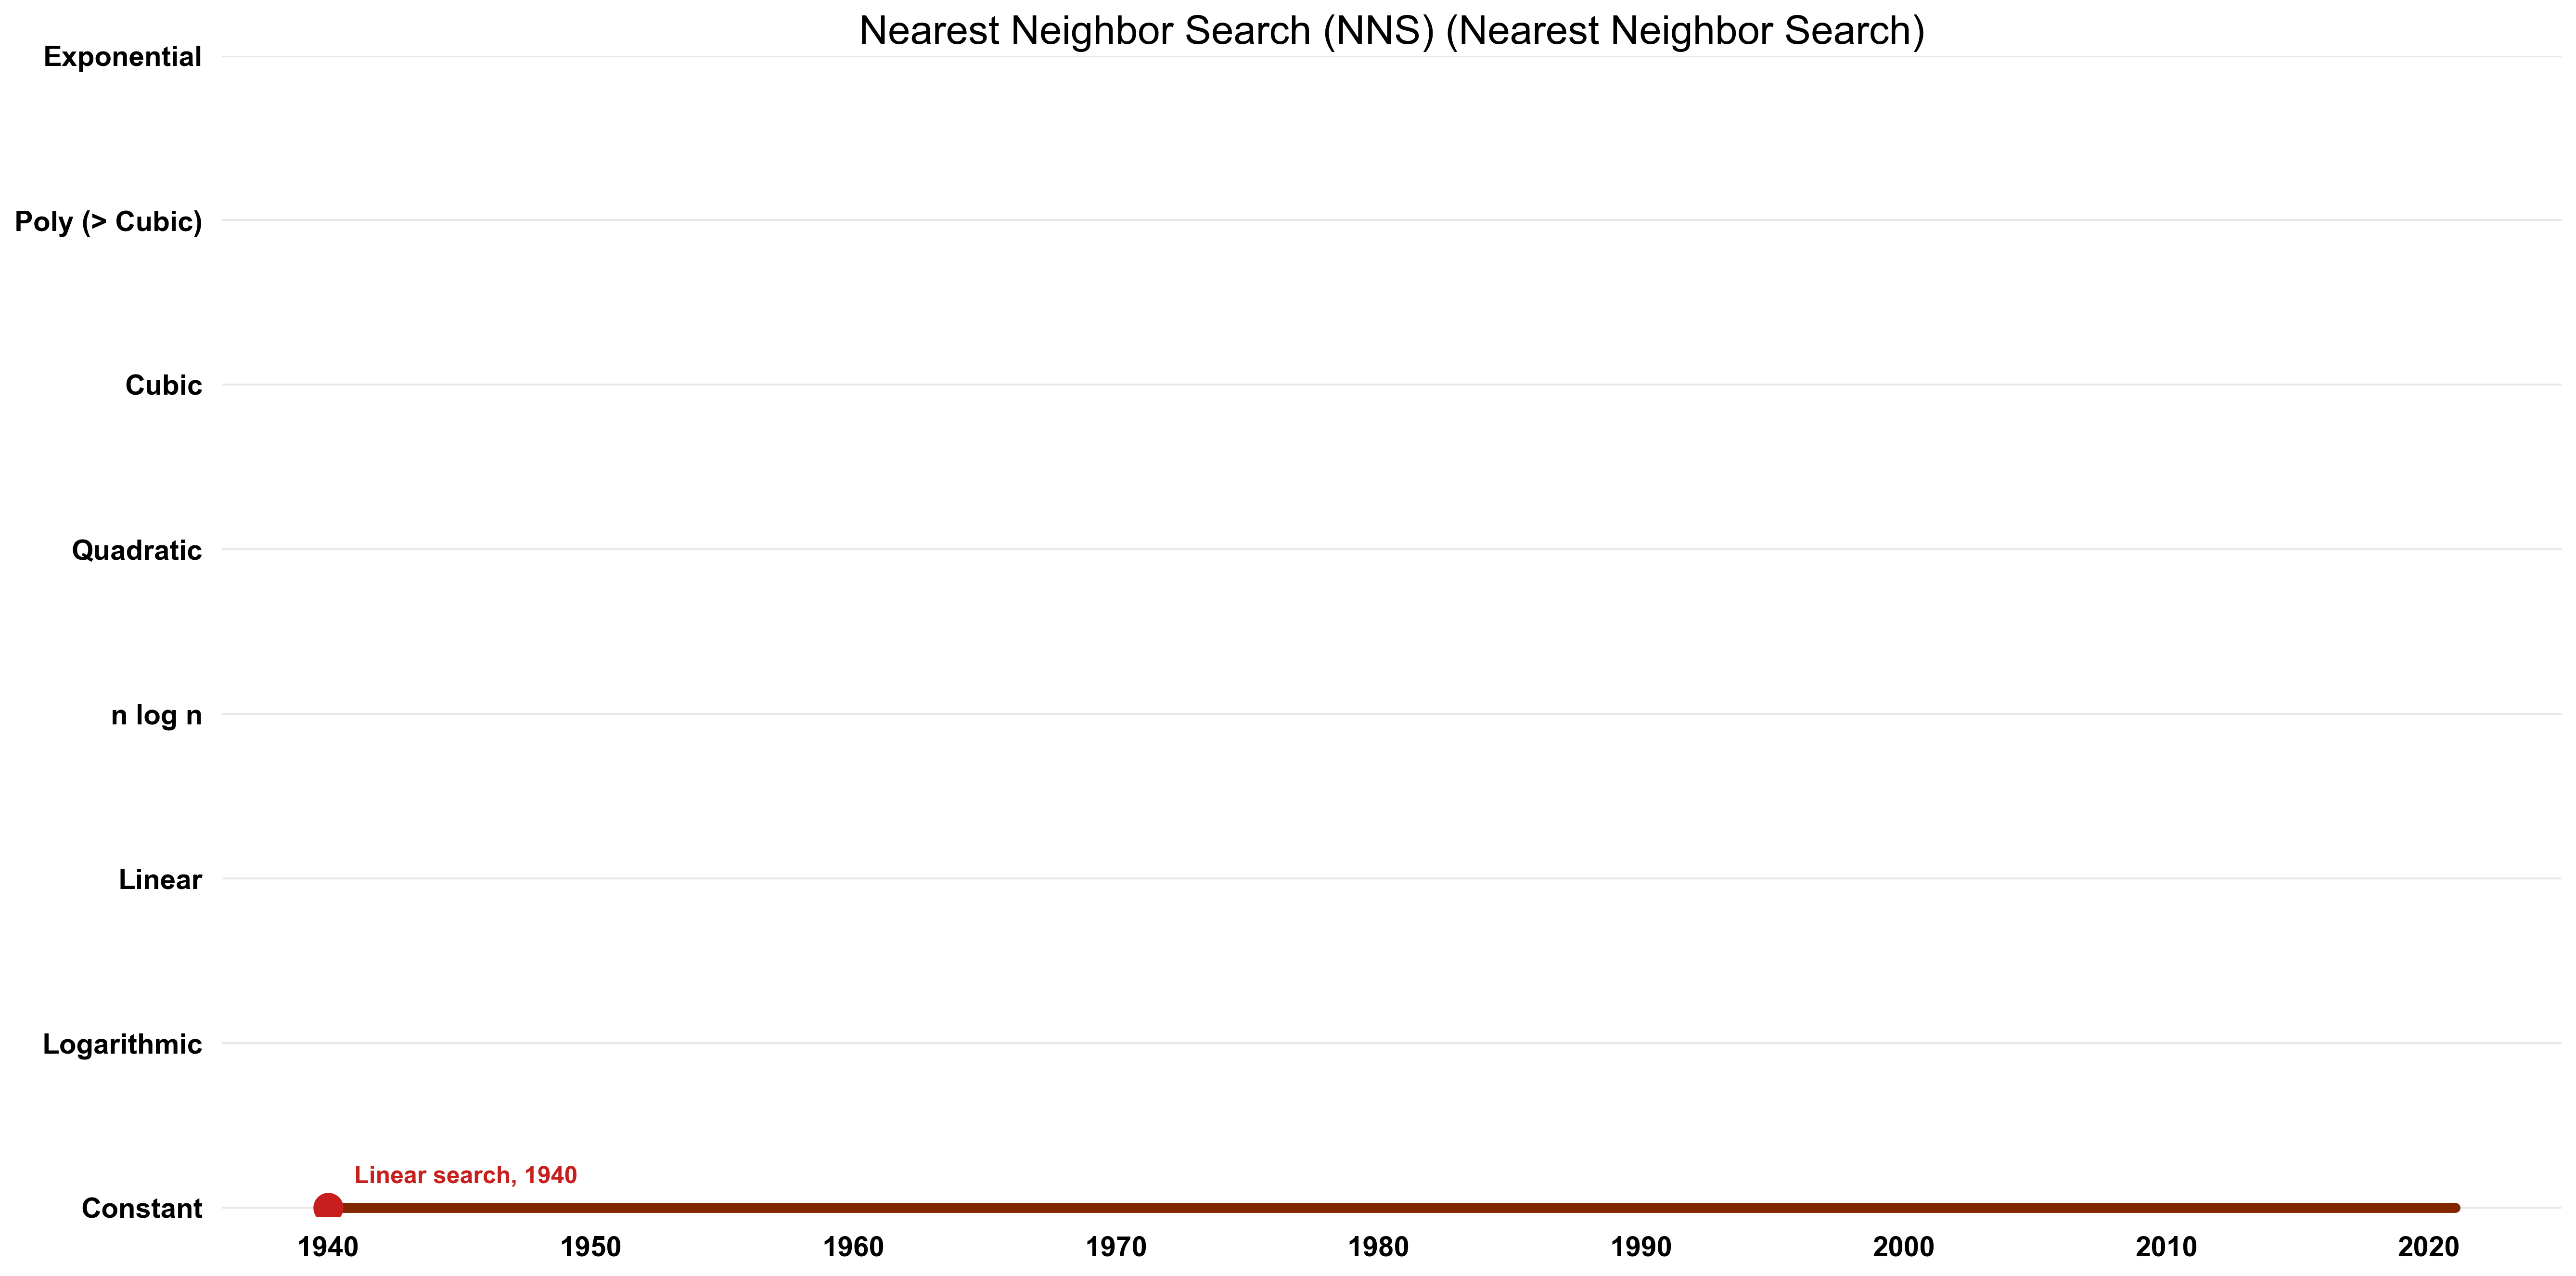 Nearest Neighbor Search (NNS) (Nearest Neighbor Search)
Exponential
Poly (> Cubic)
Cubic
Quadratic
n log n
Linear
Logarithmic
Linear search, 1940
Constant
1940 1950 1960 1970 1980 1990 2000 2010 2020